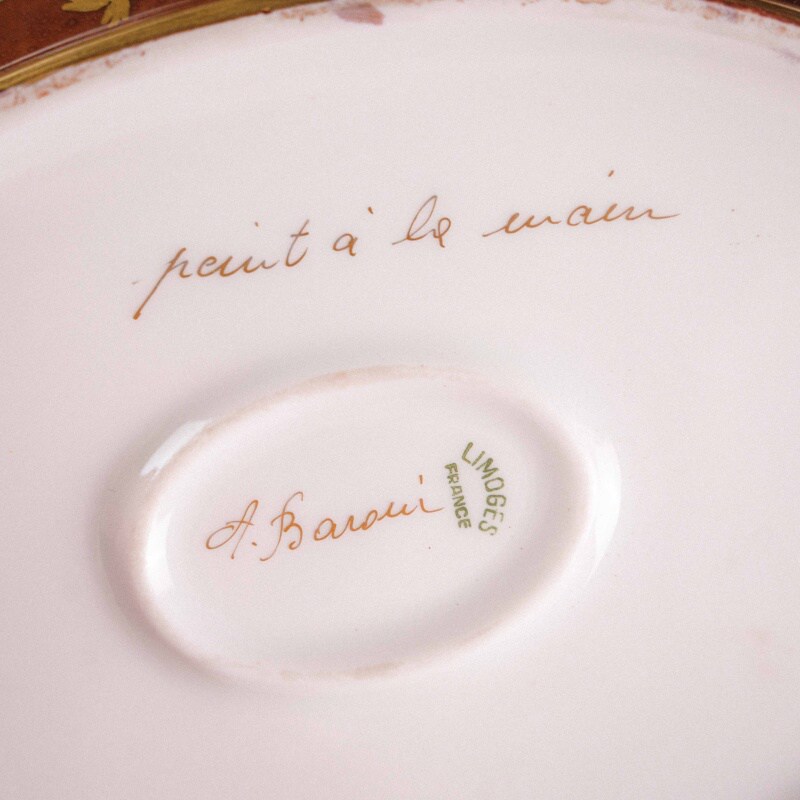 peint à la main
A. Baroni
LIMOGES
FRANCE